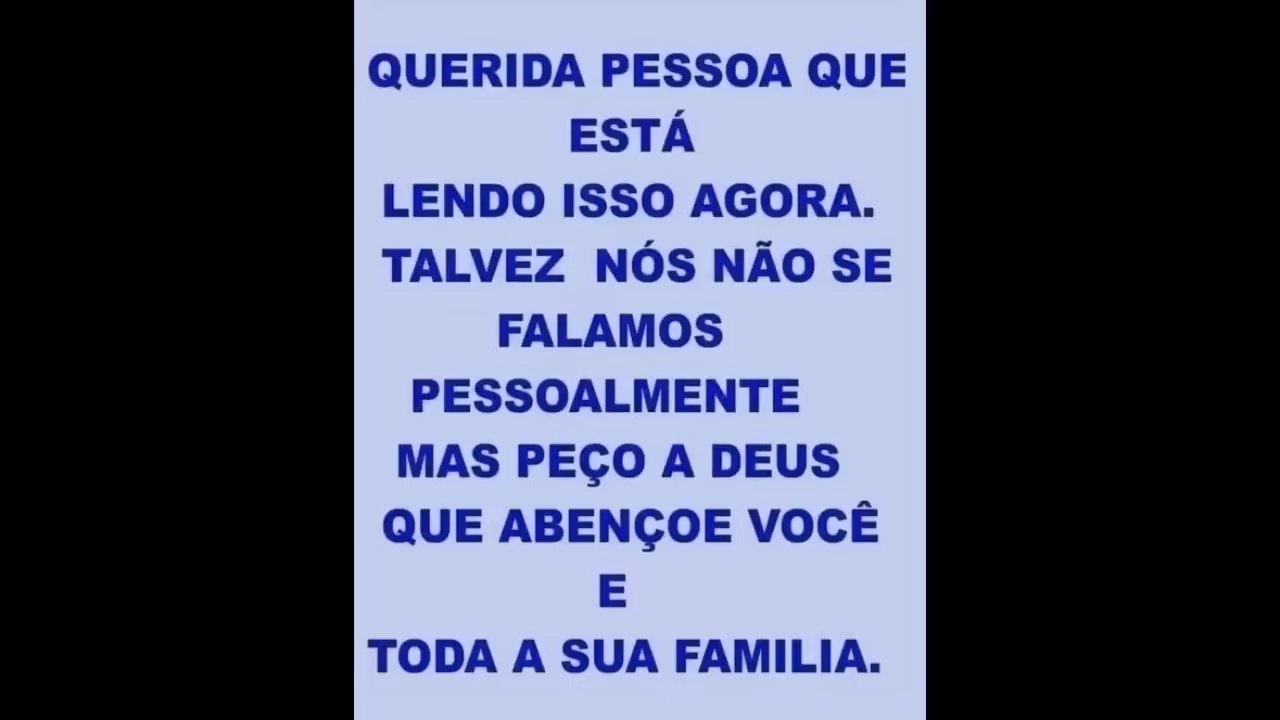 QUERIDA PESSOA QUE
ESTÁ
LENDO ISSO AGORA.
TALVEZ NÓS NÃO SE
FALAMOS
PESSOALMENTE
MAS PEÇO A DEUS
QUE ABENÇOE VOCÊ
E
TODA A SUA FAMILIA.